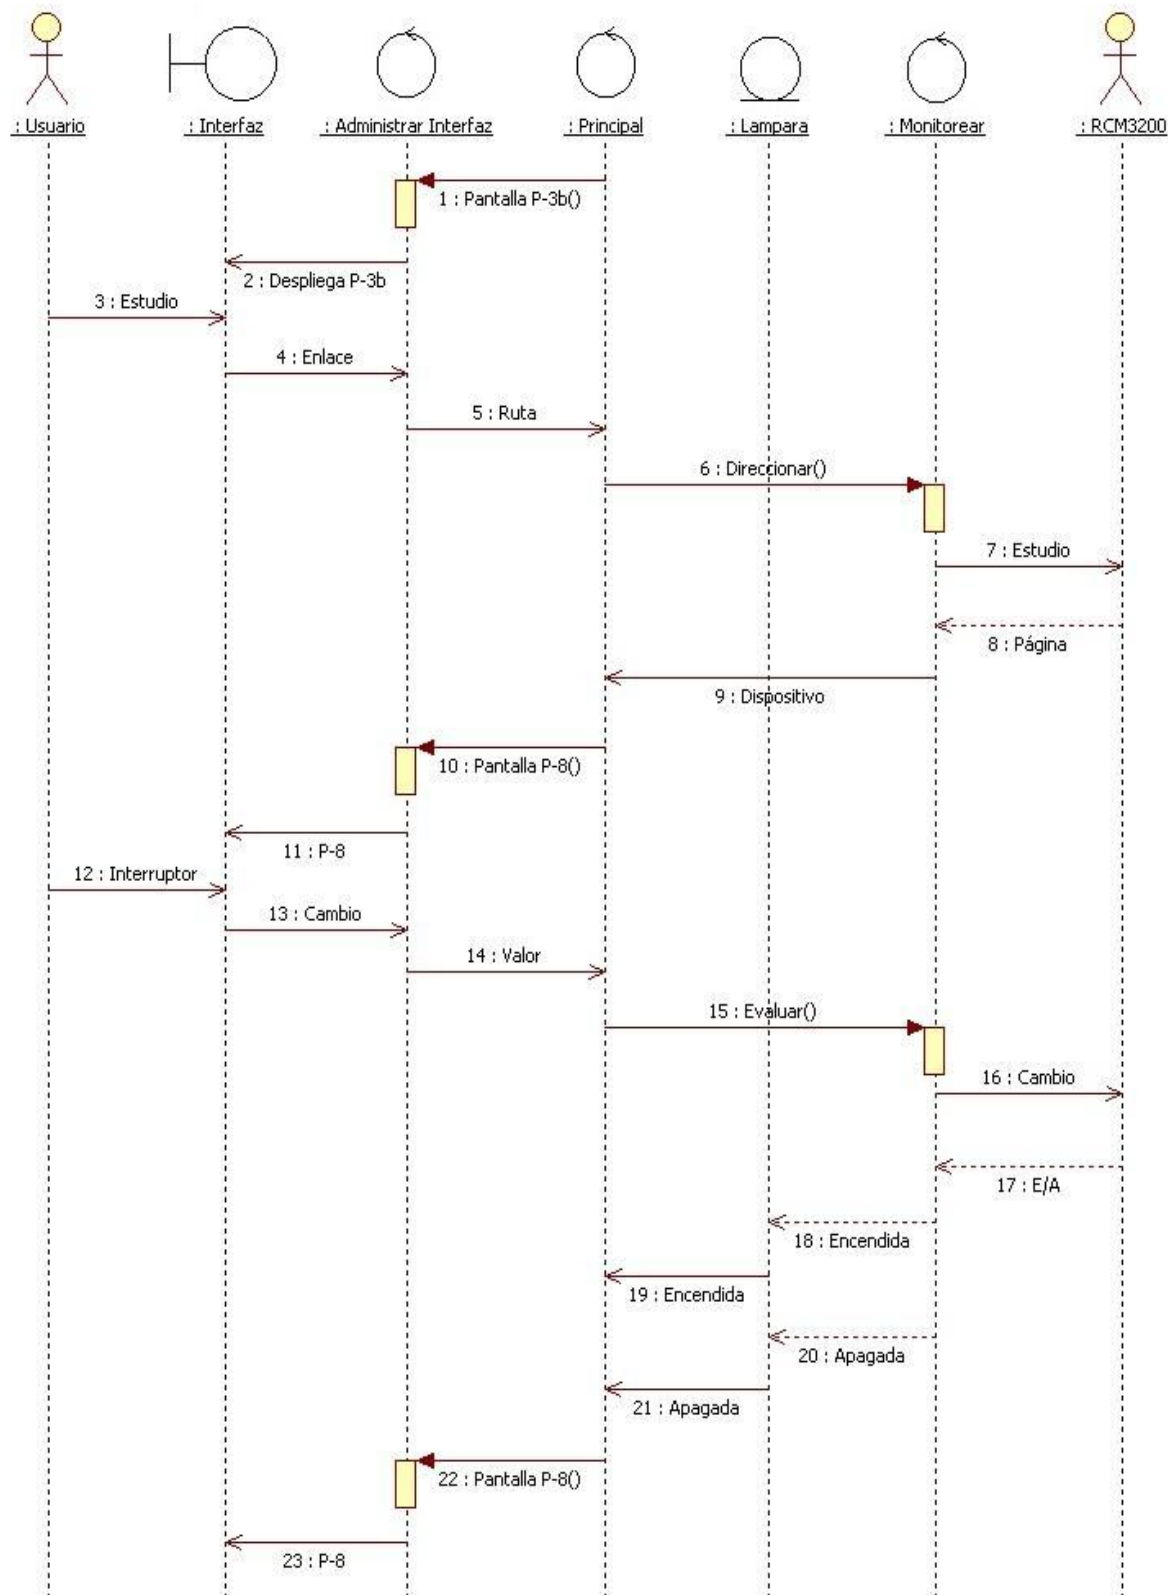 : Usuario
: Interfaz
: Administrar Interfaz
: Principal
: Lampara
: Monitorear
: RCM3200
1 : Pantalla P-3b()
2 : Despliega P-3b
3 : Estudio
4 : Enlace
5 : Ruta
6 : Direccionar()
7 : Estudio
8 : Página
9 : Dispositivo
10 : Pantalla P-8()
11 : P-8
12 : Interruptor
13 : Cambio
14 : Valor
15 : Evaluar()
16 : Cambio
17 : E/A
18 : Encendida
19 : Encendida
20 : Apagada
21 : Apagada
22 : Pantalla P-8()
23 : P-8